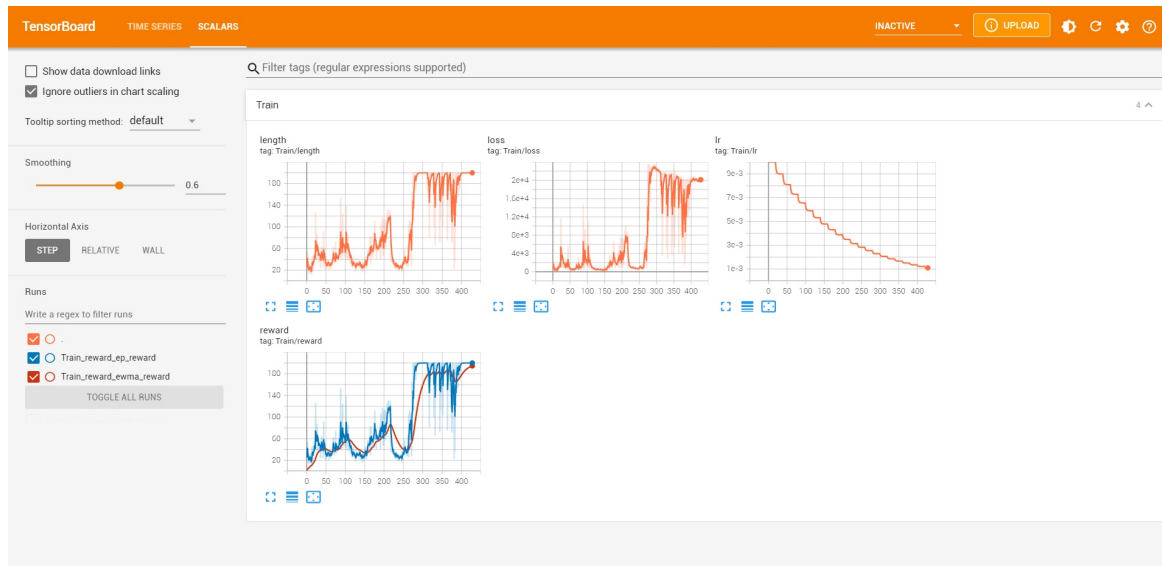 TensorBoard TIME SERIES SCALARS INACTIVE UPLOAD
Show data download links
Ignore outliers in chart scaling
Tooltip sorting method: default
Smoothing
0.6
Horizontal Axis
STEP RELATIVE WALL
Runs
Write a regex to filter runs
.
Train_reward_ep_reward
Train_reward_ewma_reward
TOGGLE ALL RUNS
Filter tags (regular expressions supported)
Train 4
length
tag: Train/length
100
140
100
60
20
0 50 100 150 200 250 300 350 400
loss
tag: Train/loss
2e+4
1.6e+4
1.2e+4
0e+3
4e+3
0
0 50 100 150 200 250 300 350 400
lr
tag: Train/lr
9e-3
7e-3
5e-3
3e-3
1e-3
0 50 100 150 200 250 300 350 400
reward
tag: Train/reward
100
140
100
60
20
0 50 100 150 200 250 300 350 400